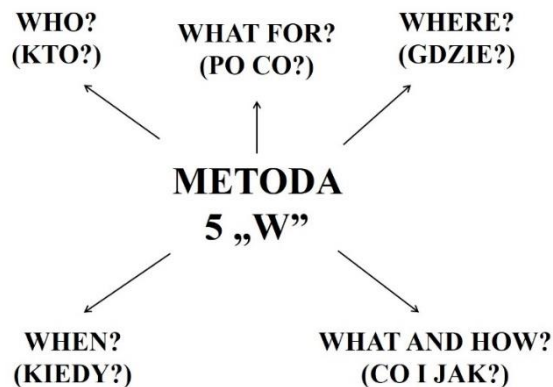 WHO?
(KTO?)
WHAT FOR?
(PO CO?)
WHERE?
(GDZIE?)
METODA
5 „W”
WHEN?
(KIEDY?)
WHAT AND HOW?
(CO I JAK?)